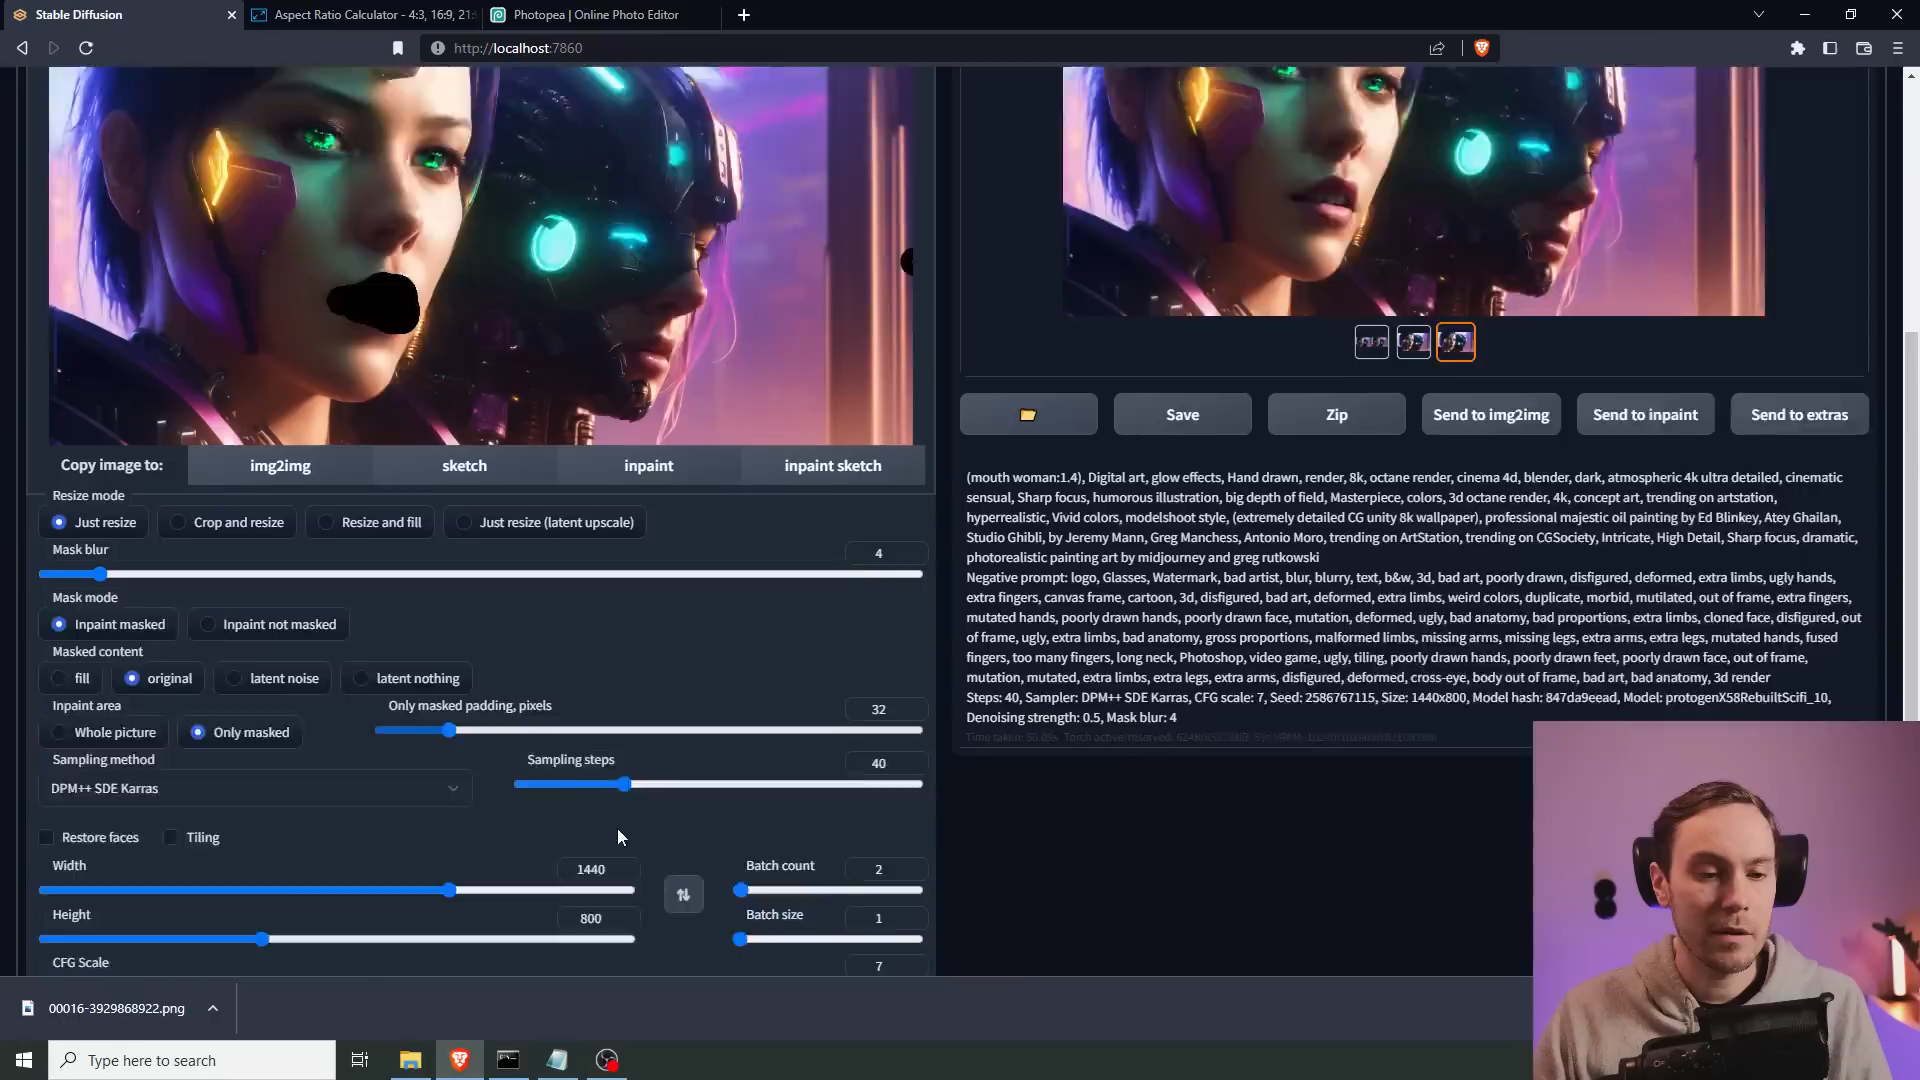 Stable Diffusion
Aspect Ratio Calculator - 4:3, 16:9, 21:
Photopea | Online Photo Editor
http://localhost:7860
Copy image to:
img2img
sketch
inpaint
inpaint sketch
Resize mode
Just resize
Crop and resize
Resize and fill
Just resize (latent upscale)
Mask blur
4
Mask mode
Inpaint masked
Inpaint not masked
Masked content
fill
original
latent noise
latent nothing
Inpaint area
Whole picture
Only masked
Only masked padding, pixels
32
Sampling method
DPM++ SDE Karras
Sampling steps
40
Restore faces
Tiling
Width
1440
Height
800
Batch count
2
Batch size
1
CFG Scale
7
Save
Zip
Send to img2img
Send to inpaint
Send to extras
(mouth woman:1.4), Digital art, glow effects, Hand drawn, render, 8k, octane render, cinema 4d, blender, dark, atmospheric 4k ultra detailed, cinematic
sensual, Sharp focus, humorous illustration, big depth of field, Masterpiece, colors, 3d octane render, 4k, concept art, trending on artstation,
hyperrealistic, Vivid colors, modelshoot style, (extremely detailed CG unity 8k wallpaper), professional majestic oil painting by Ed Blinkey, Atey Ghailan,
Studio Ghibli, by Jeremy Mann, Greg Manchess, Antonio Moro, trending on ArtStation, trending on CGSociety, Intricate, High Detail, Sharp focus, dramatic,
photorealistic painting art by midjourney and greg rutkowski
Negative prompt: logo, Glasses, Watermark, bad artist, blur, blurry, text, b&w, 3d, bad art, poorly drawn, disfigured, deformed, extra limbs, ugly hands,
extra fingers, canvas frame, cartoon, 3d, disfigured, bad art, deformed, extra limbs, weird colors, duplicate, morbid, mutilated, out of frame, extra fingers,
mutated hands, poorly drawn hands, poorly drawn face, mutation, deformed, ugly, bad anatomy, bad proportions, extra limbs, cloned face, disfigured, out
of frame, ugly, extra limbs, bad anatomy, gross proportions, malformed limbs, missing arms, missing legs, extra arms, extra legs, mutated hands, fused
fingers, too many fingers, long neck, Photoshop, video game, ugly, tiling, poorly drawn hands, poorly drawn feet, poorly drawn face, out of frame,
mutation, mutated, extra limbs, extra legs, extra arms, disfigured, deformed, cross-eye, body out of frame, bad art, bad anatomy, 3d render
Steps: 40, Sampler: DPM++ SDE Karras, CFG scale: 7, Seed: 2586767115, Size: 1440x800, Model hash: 847da9eead, Model: protogenX58RebuiltScifi_10,
Denoising strength: 0.5, Mask blur: 4
00016-3929868922.png
Type here to search